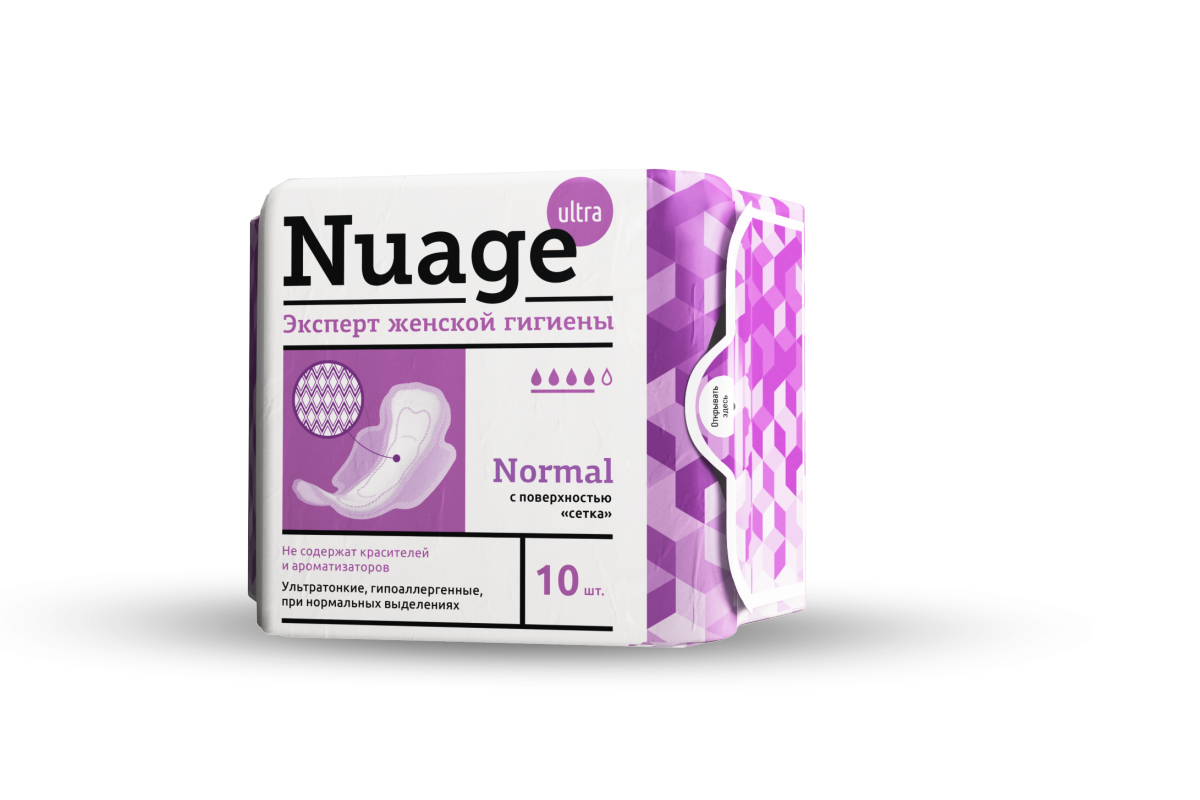 ultra
Nuage
Эксперт женской гигиены
Normal
с поверхностью
«сетка»
Не содержат красителей
и ароматизаторов
Ультратонкие, гипоаллергенные,
при нормальных выделениях
10 шт.
Открывать
здесь